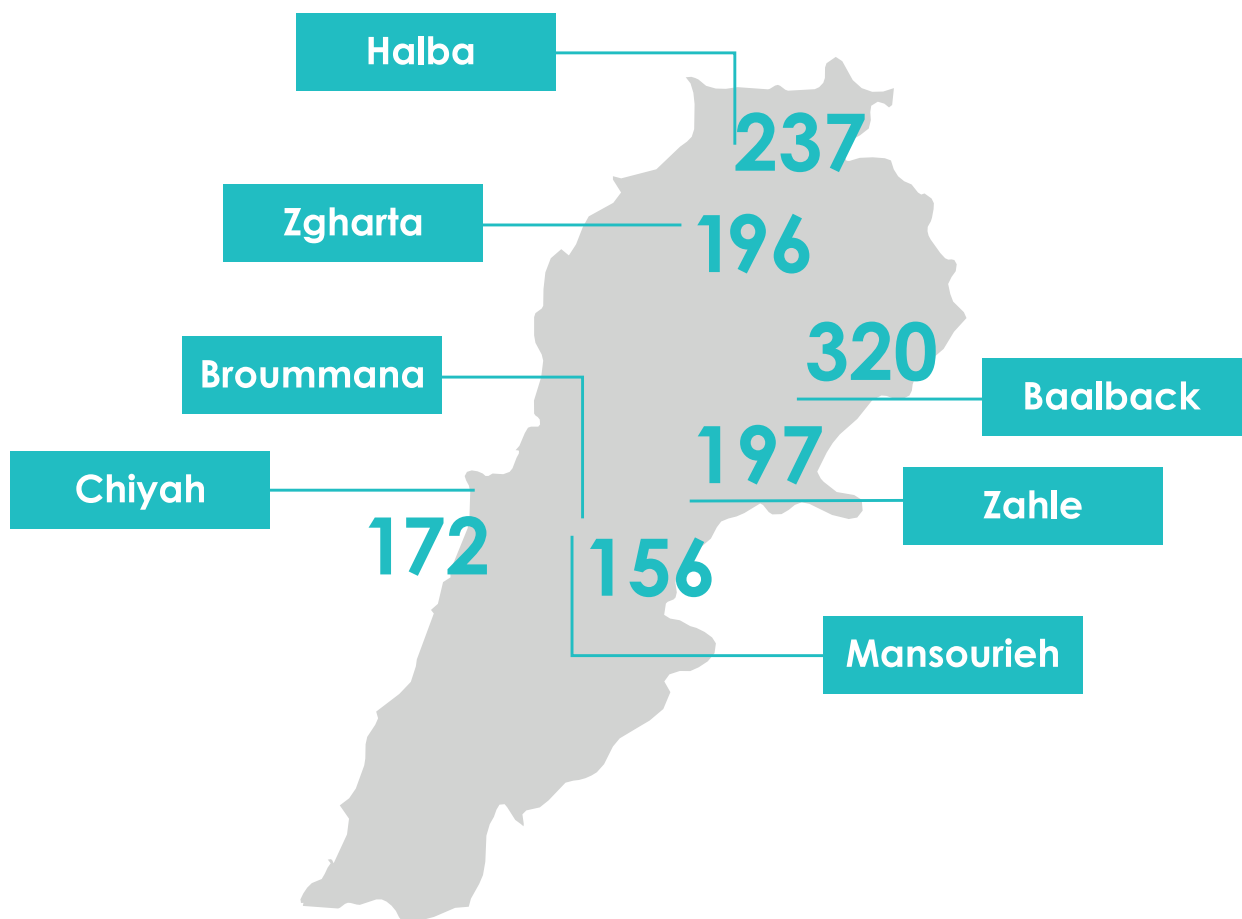 Halba
237
Zgharta
196
320
Broummana
Baalback
197
Chiyah
Zahle
172
156
Mansourieh